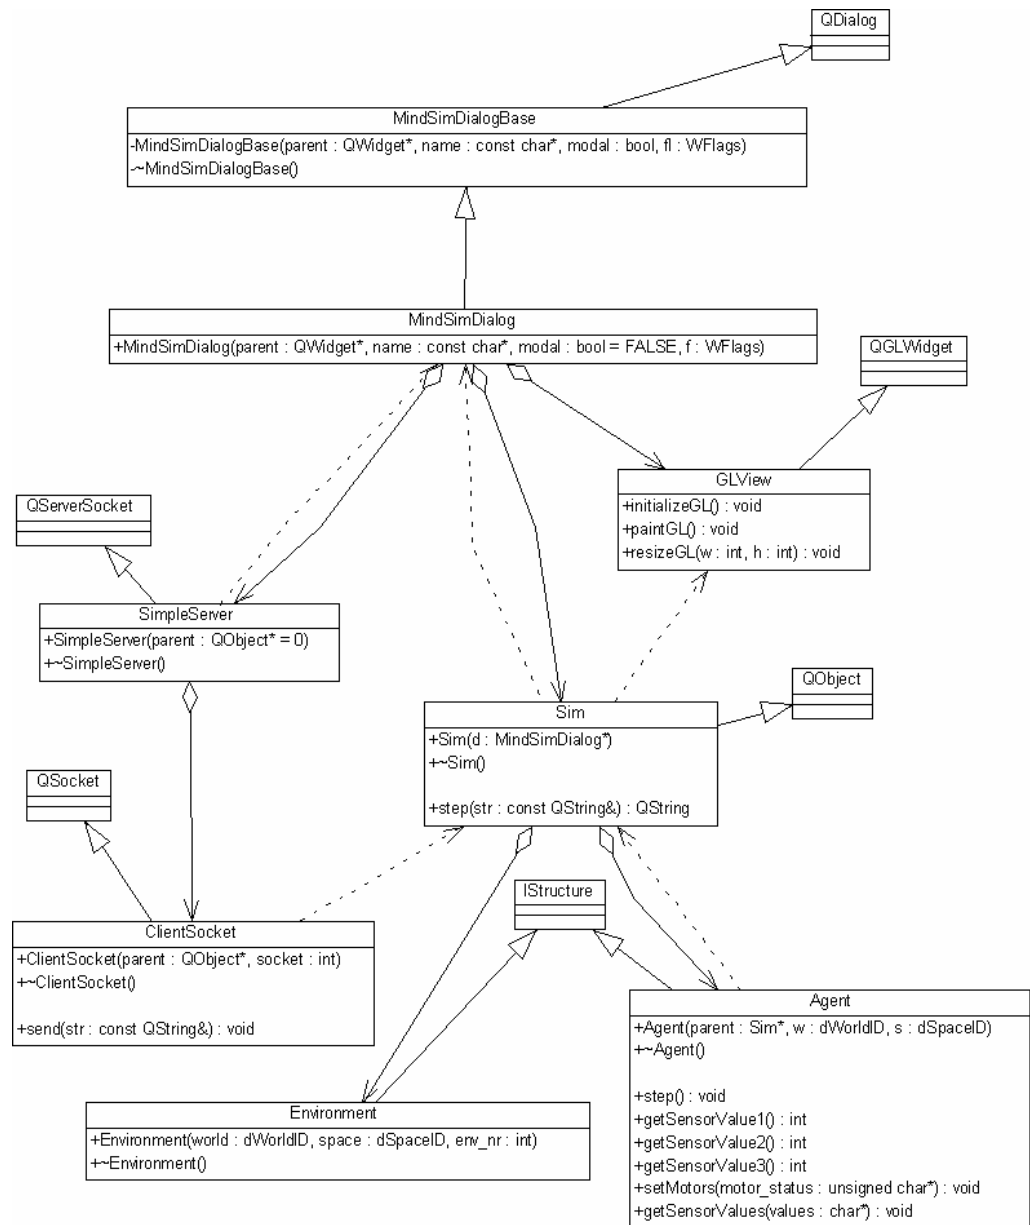 QDialog
MindSimDialogBase
-MindSimDialogBase(parent : QWidget*, name : const char*, modal : bool, fl : WFlags)
-~MindSimDialogBase()
MindSimDialog
+MindSimDialog(parent : QWidget*, name : const char*, modal : bool = FALSE, f : WFlags)
QGLWidget
GLView
+initializeGL() : void
+paintGL() : void
+resizeGL(w : int, h : int) : void
QServerSocket
SimpleServer
+SimpleServer(parent : QObject* = 0)
+~SimpleServer()
QObject
Sim
+Sim(d : MindSimDialog*)
+~Sim()
+step(str : const QString&) : QString
QSocket
IStructure
ClientSocket
+ClientSocket(parent : QObject*, socket : int)
+~ClientSocket()
+send(str : const QString&) : void
Agent
+Agent(parent : Sim*, w : dWorldID, s : dSpaceID)
+~Agent()
+step() : void
+getSensorValue1() : int
+getSensorValue2() : int
+getSensorValue3() : int
+setMotors(motor_status : unsigned char*) : void
+getSensorValues(values : char*) : void
Environment
+Environment(world : dWorldID, space : dSpaceID, env_nr : int)
+~Environment()